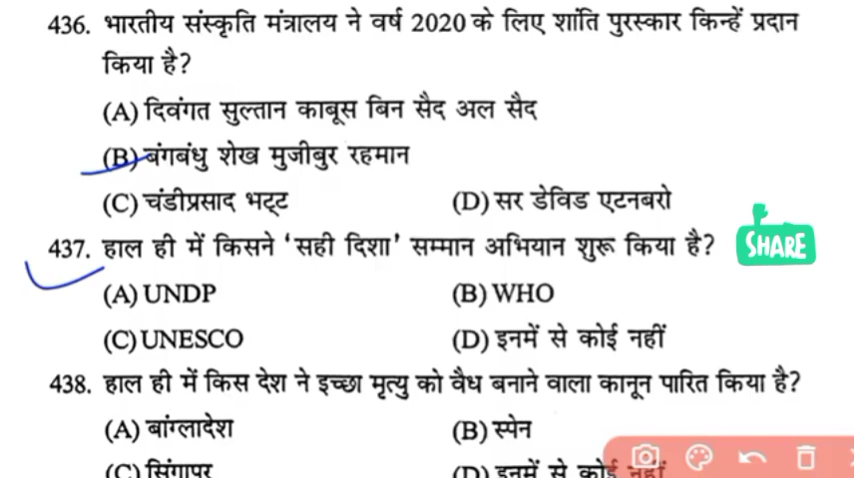 436. भारतीय संस्कृति मंत्रालय ने वर्ष 2020 के लिए शांति पुरस्कार किन्हें प्रदान
किया है?
(A) दिवंगत सुल्तान काबूस बिन सैद अल सैद
(B) बंगबंधु शेख मुजीबुर रहमान
(C) चंडीप्रसाद भट्ट (D) सर डेविड एटनबरो
437. हाल ही में किसने ‘सही दिशा’ सम्मान अभियान शुरू किया है?
SHARE
(A) UNDP (B) WHO
(C) UNESCO (D) इनमें से कोई नहीं
438. हाल ही में किस देश ने इच्छा मृत्यु को वैध बनाने वाला कानून पारित किया है?
(A) बांग्लादेश (B) स्पेन
(C) सिंगापुर (D) इनमें से कोई नहीं